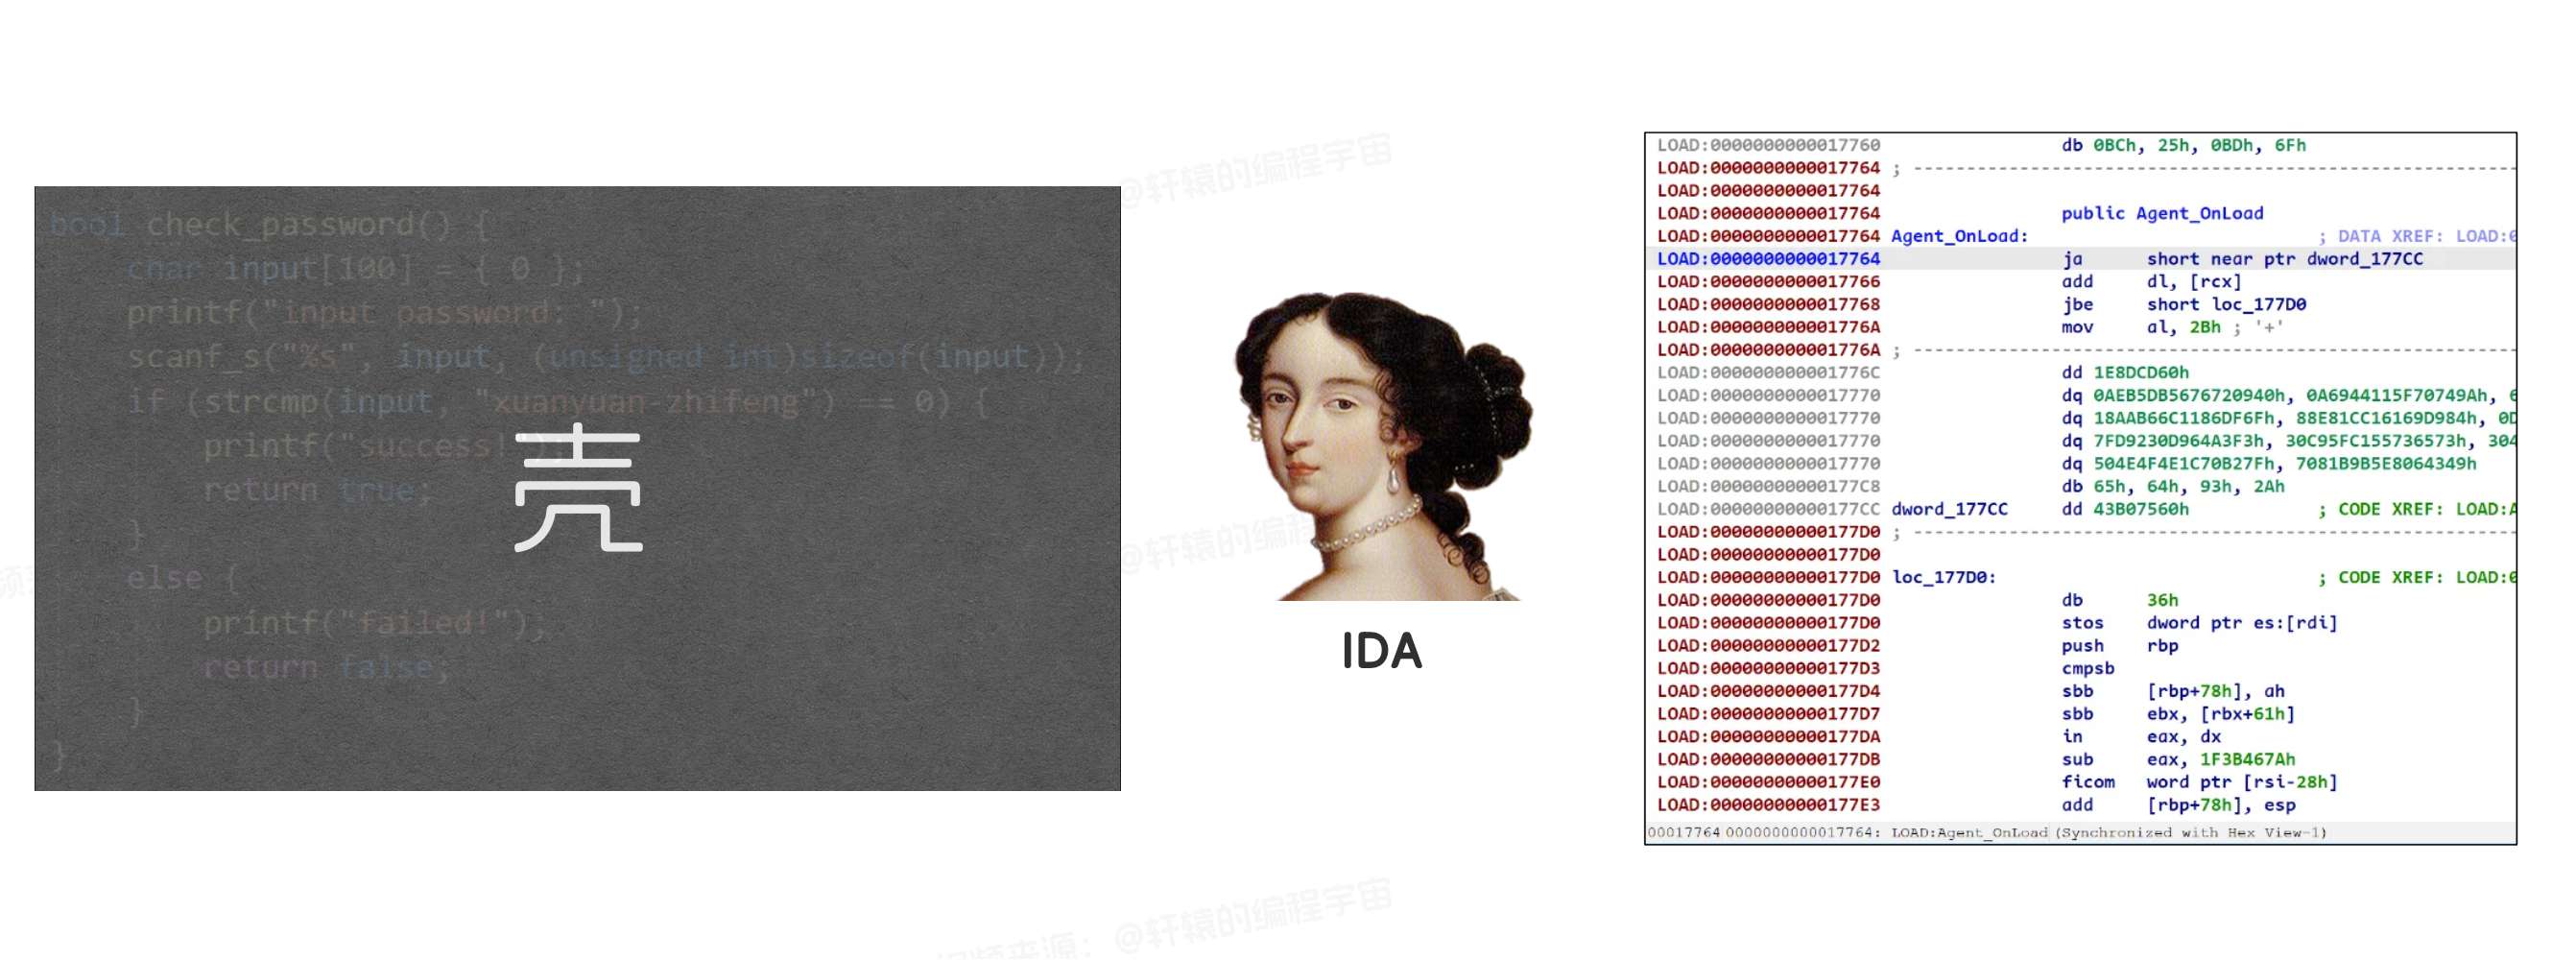 bool check_password() {
char input[100] = { 0 };
printf("input password: ");
scanf_s("%s", input, (unsigned int)sizeof(input));
if (strcmp(input, "xuanyuan-zhifeng") == 0) {
printf("success!");
return true;
}
else {
printf("failed!");
return false;
}
}
壳
IDA
LOAD:0000000000017760 db 0BCh, 25h, 0BDh, 6Fh
LOAD:0000000000017764 ; ----------------------------------------------------------
LOAD:0000000000017764
LOAD:0000000000017764 public Agent_OnLoad
LOAD:0000000000017764 Agent_OnLoad: ; DATA XREF: LOAD:0
LOAD:0000000000017764 ja short near ptr dword_177CC
LOAD:0000000000017766 add dl, [rcx]
LOAD:0000000000017768 jbe short loc_177D0
LOAD:000000000001776A mov al, 2Bh ; '+'
LOAD:000000000001776A ; ----------------------------------------------------------
LOAD:000000000001776C dd 1E8DCD60h
LOAD:0000000000017770 dq 0AEB5DB5676720940h, 0A6944115F70749Ah, 6
LOAD:0000000000017770 dq 18AAB66C1186DF6Fh, 88E81CC16169D984h, 0D
LOAD:0000000000017770 dq 7FD9230D964A3F3h, 30C95FC155736573h, 304
LOAD:0000000000017770 dq 504E4F4E1C70B27Fh, 7081B9B5E8064349h
LOAD:00000000000177C8 db 65h, 64h, 93h, 2Ah
LOAD:00000000000177CC dword_177CC dd 43B07560h ; CODE XREF: LOAD:A
LOAD:00000000000177D0 ; ----------------------------------------------------------
LOAD:00000000000177D0
LOAD:00000000000177D0 loc_177D0: ; CODE XREF: LOAD:0
LOAD:00000000000177D0 db 36h
LOAD:00000000000177D0 stos dword ptr es:[rdi]
LOAD:00000000000177D2 push rbp
LOAD:00000000000177D3 cmpsb
LOAD:00000000000177D4 sbb [rbp+78h], ah
LOAD:00000000000177D7 sbb ebx, [rbx+61h]
LOAD:00000000000177DA in eax, dx
LOAD:00000000000177DB sub eax, 1F3B467Ah
LOAD:00000000000177E0 ficom word ptr [rsi-28h]
LOAD:00000000000177E3 add [rbp+78h], esp
00017764 0000000000017764: LOAD:Agent_OnLoad (Synchronized with Hex View-1)
@轩辕的编程宇宙
@轩辕的编程
视频来源：@轩辕的编程宇宙